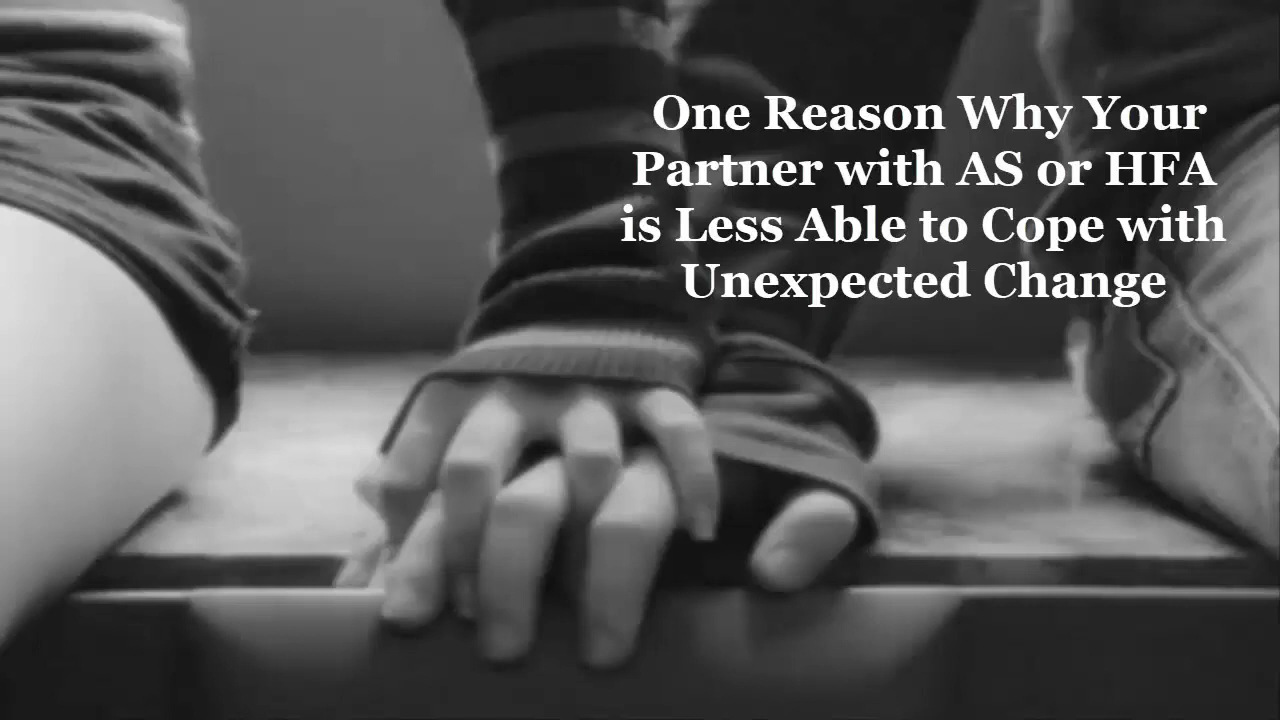 One Reason Why Your
Partner with AS or HFA
is Less Able to Cope with
Unexpected Change